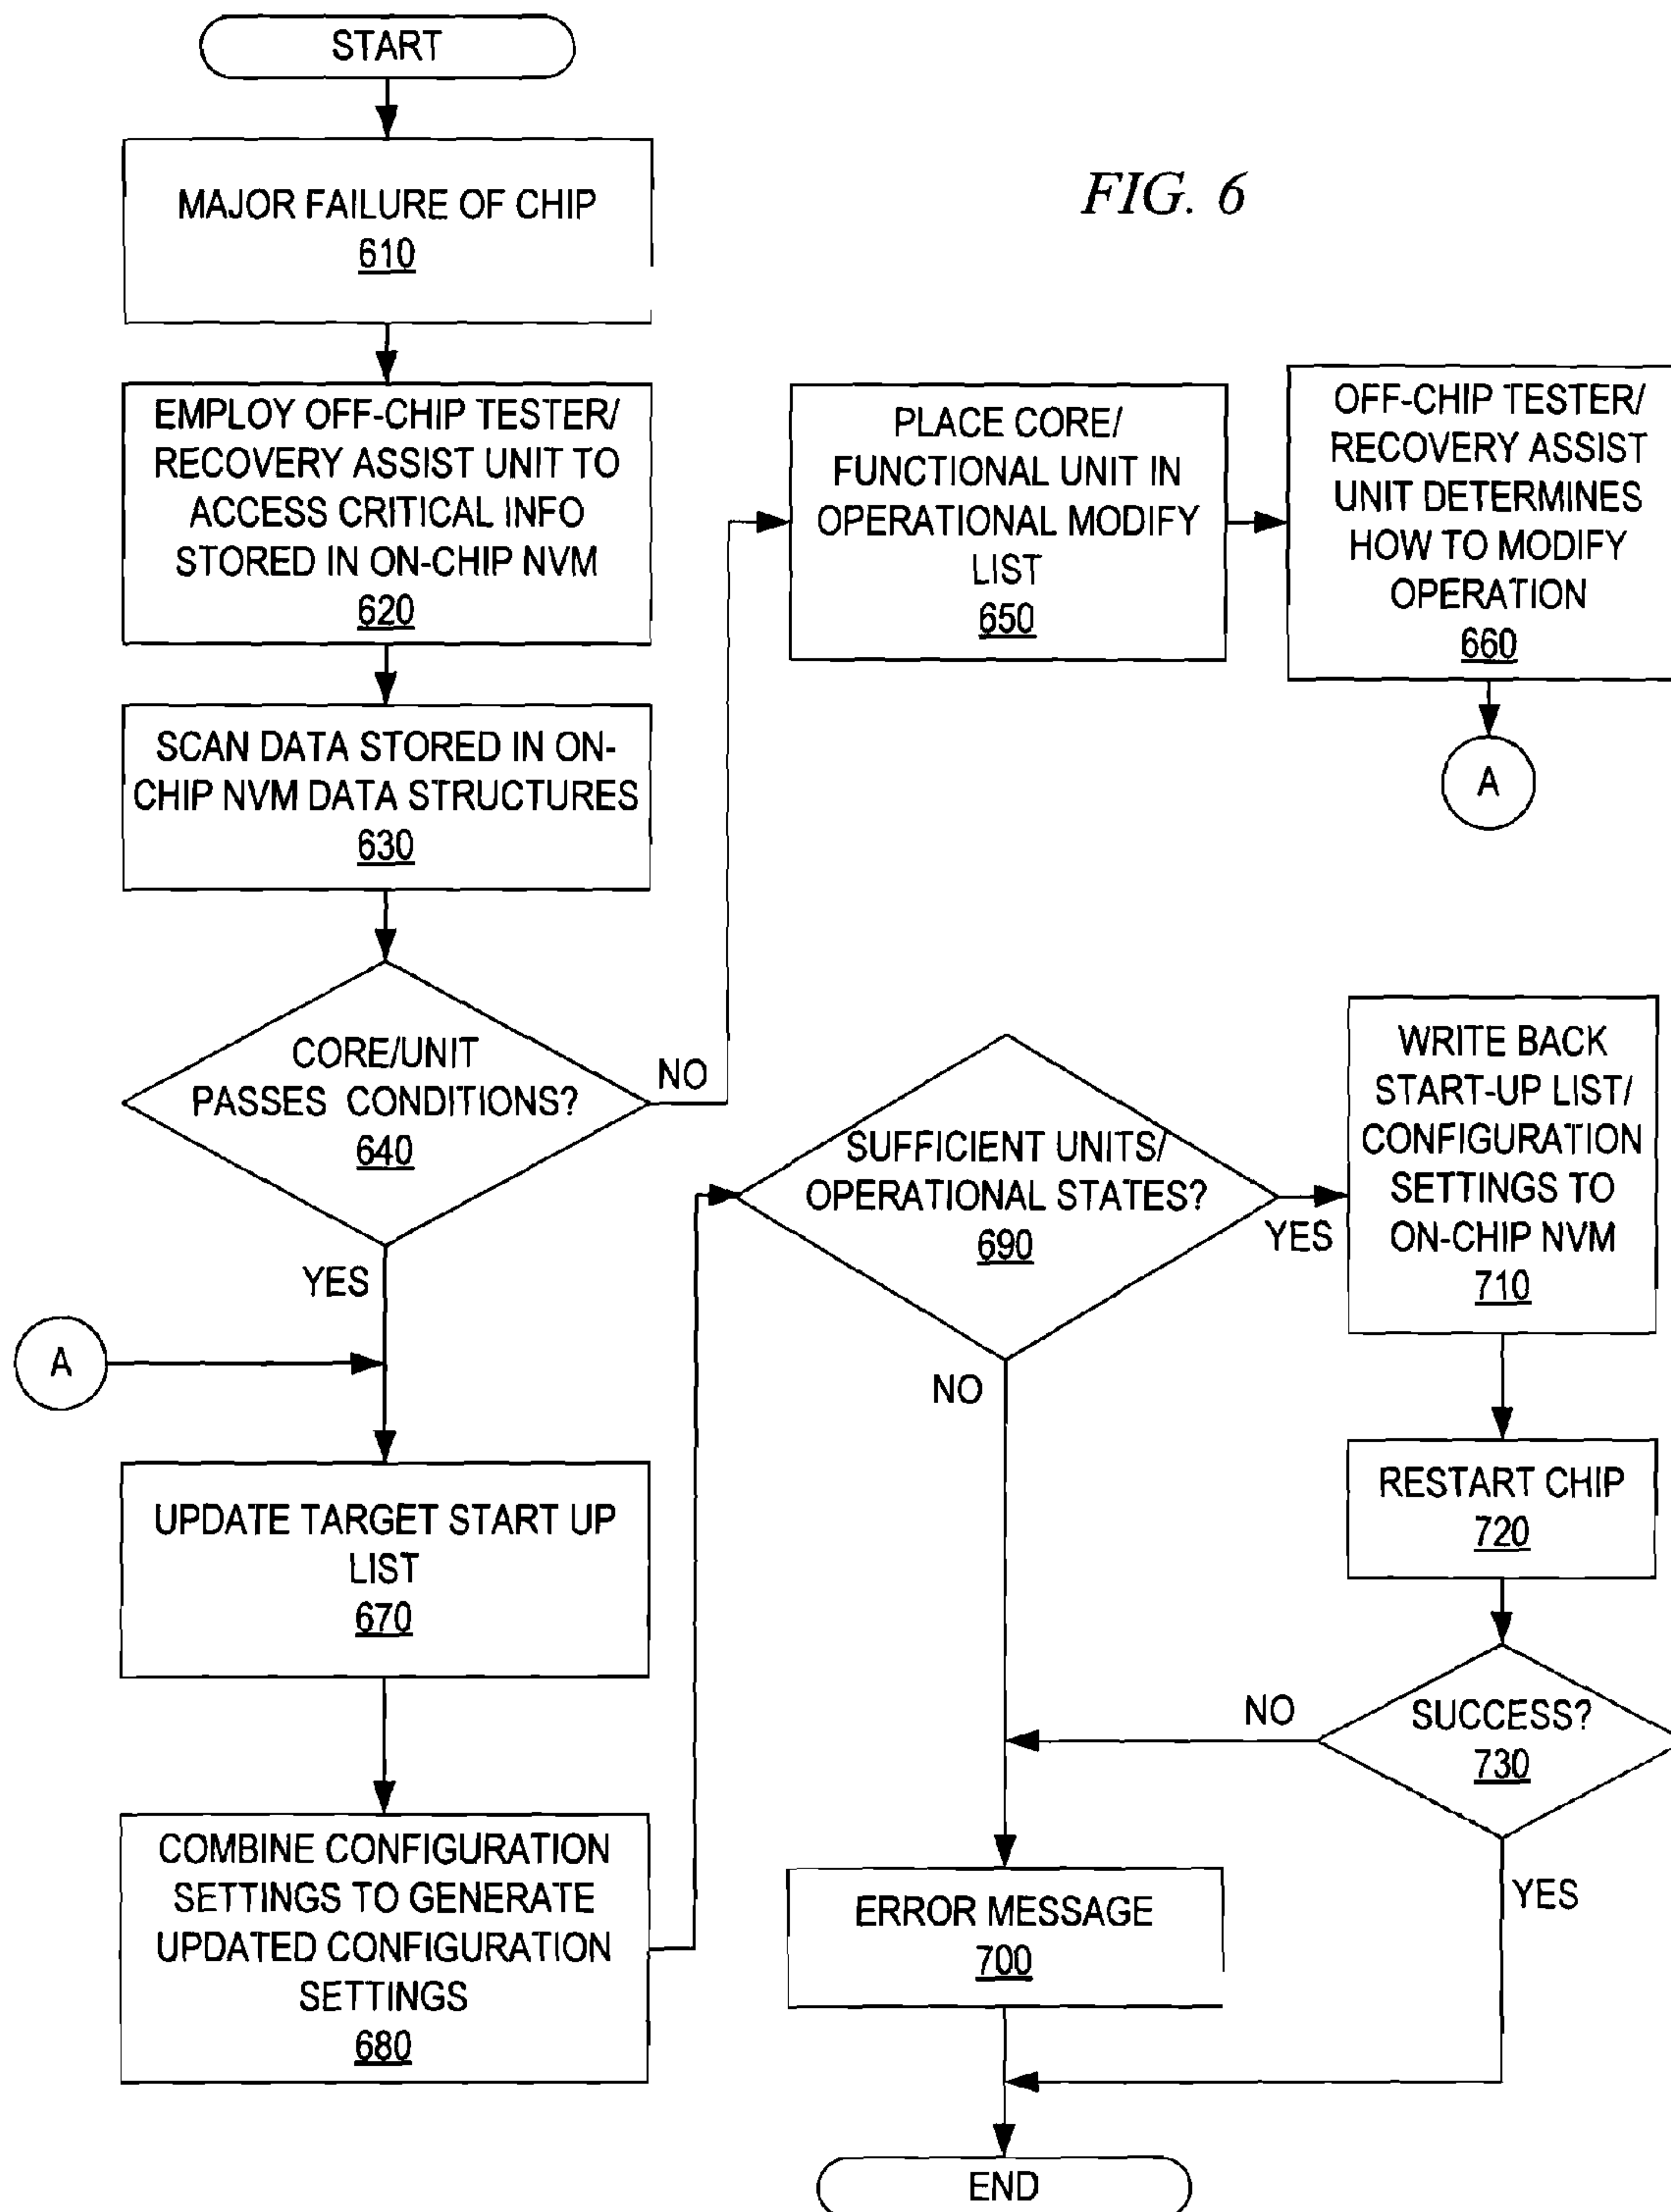 START
FIG. 6
MAJOR FAILURE OF CHIP
610
EMPLOY OFF-CHIP TESTER/
RECOVERY ASSIST UNIT TO
ACCESS CRITICAL INFO
STORED IN ON-CHIP NVM
620
SCAN DATA STORED IN ON-
CHIP NVM DATA STRUCTURES
630
CORE/UNIT
PASSES CONDITIONS?
640
NO
YES
PLACE CORE/
FUNCTIONAL UNIT IN
OPERATIONAL MODIFY
LIST
650
OFF-CHIP TESTER/
RECOVERY ASSIST
UNIT DETERMINES
HOW TO MODIFY
OPERATION
660
A
A
UPDATE TARGET START UP
LIST
670
COMBINE CONFIGURATION
SETTINGS TO GENERATE
UPDATED CONFIGURATION
SETTINGS
680
SUFFICIENT UNITS/
OPERATIONAL STATES?
690
YES
NO
WRITE BACK
START-UP LIST/
CONFIGURATION
SETTINGS TO
ON-CHIP NVM
710
RESTART CHIP
720
SUCCESS?
730
NO
YES
ERROR MESSAGE
700
END